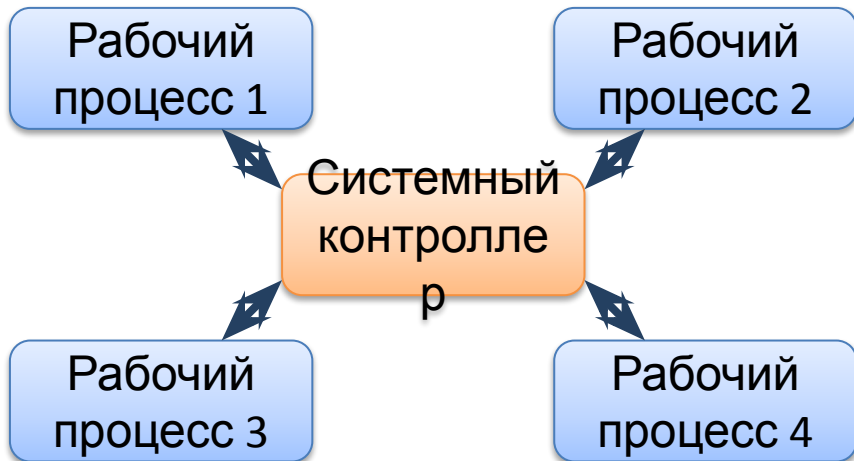 Рабочий
процесс 1
Рабочий
процесс 2
Системный
контролле
р
Рабочий
процесс 3
Рабочий
процесс 4